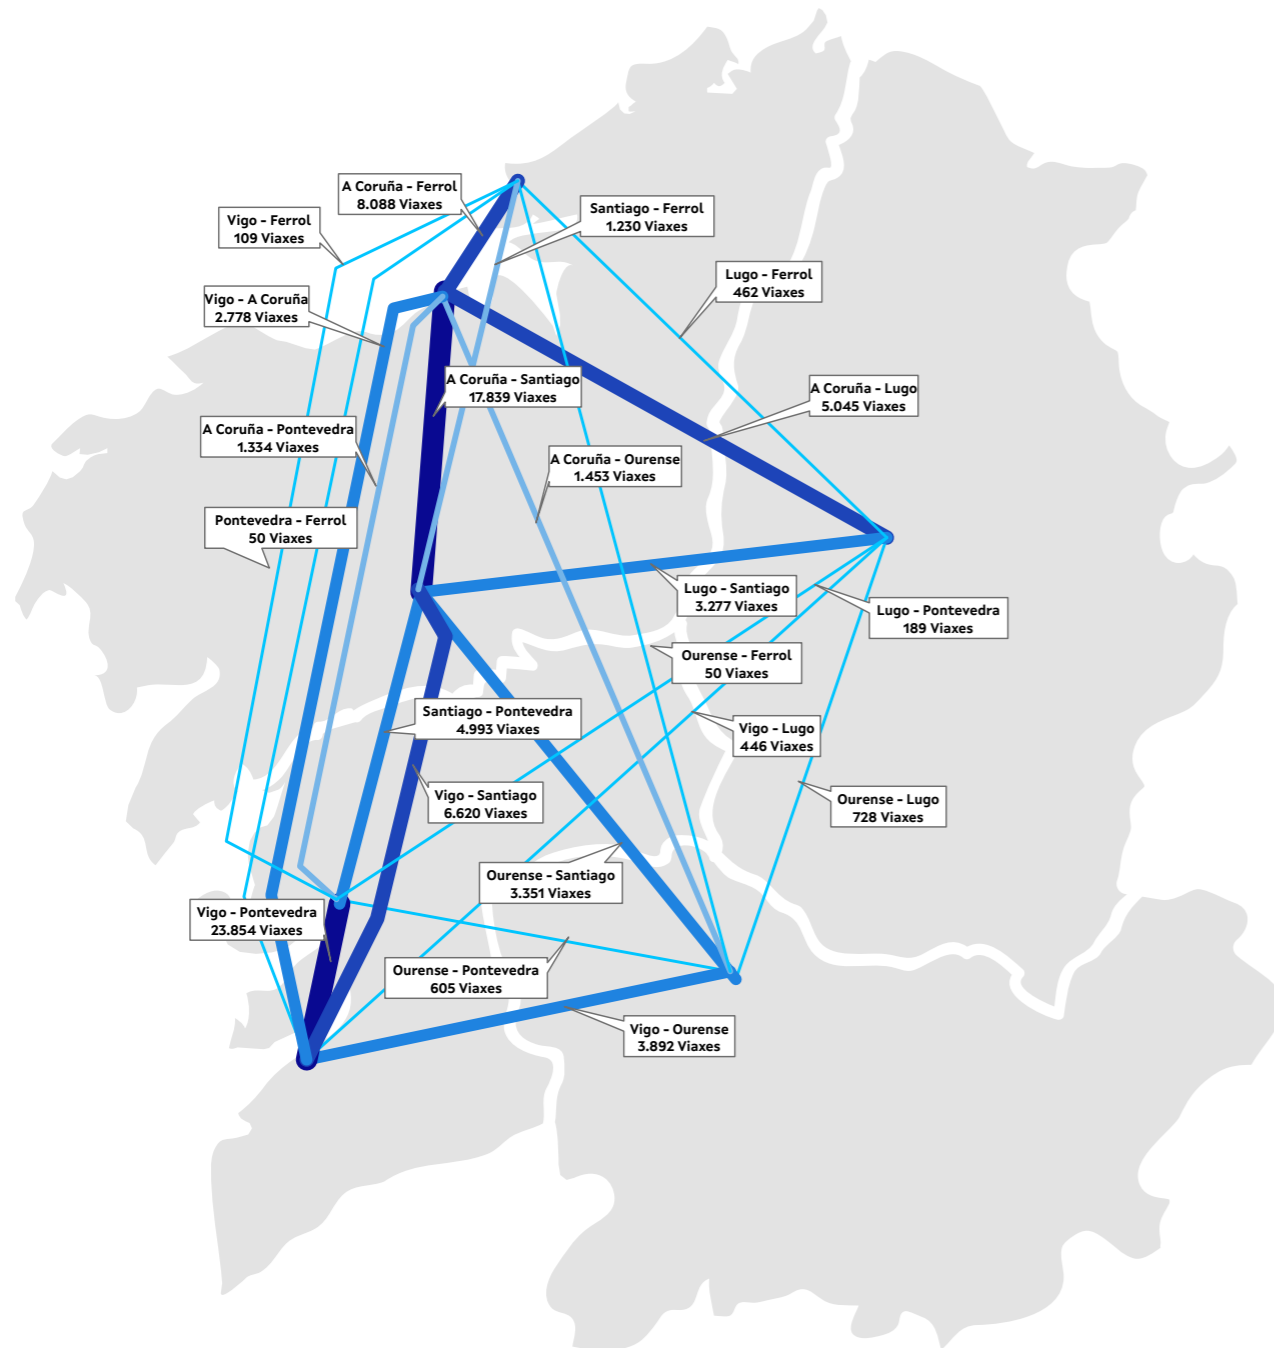 A Coruña - Ferrol
8.088 Viaxes
Santiago - Ferrol
1.230 Viaxes
Vigo - Ferrol
109 Viaxes
Lugo - Ferrol
462 Viaxes
Vigo - A Coruña
2.778 Viaxes
A Coruña - Santiago
17.839 Viaxes
A Coruña - Lugo
5.045 Viaxes
A Coruña - Pontevedra
1.334 Viaxes
A Coruña - Ourense
1.453 Viaxes
Pontevedra - Ferrol
50 Viaxes
Lugo - Santiago
3.277 Viaxes
Lugo - Pontevedra
189 Viaxes
Ourense - Ferrol
50 Viaxes
Santiago - Pontevedra
4.993 Viaxes
Vigo - Lugo
446 Viaxes
Vigo - Santiago
6.620 Viaxes
Ourense - Lugo
728 Viaxes
Ourense - Santiago
3.351 Viaxes
Vigo - Pontevedra
23.854 Viaxes
Ourense - Pontevedra
605 Viaxes
Vigo - Ourense
3.892 Viaxes